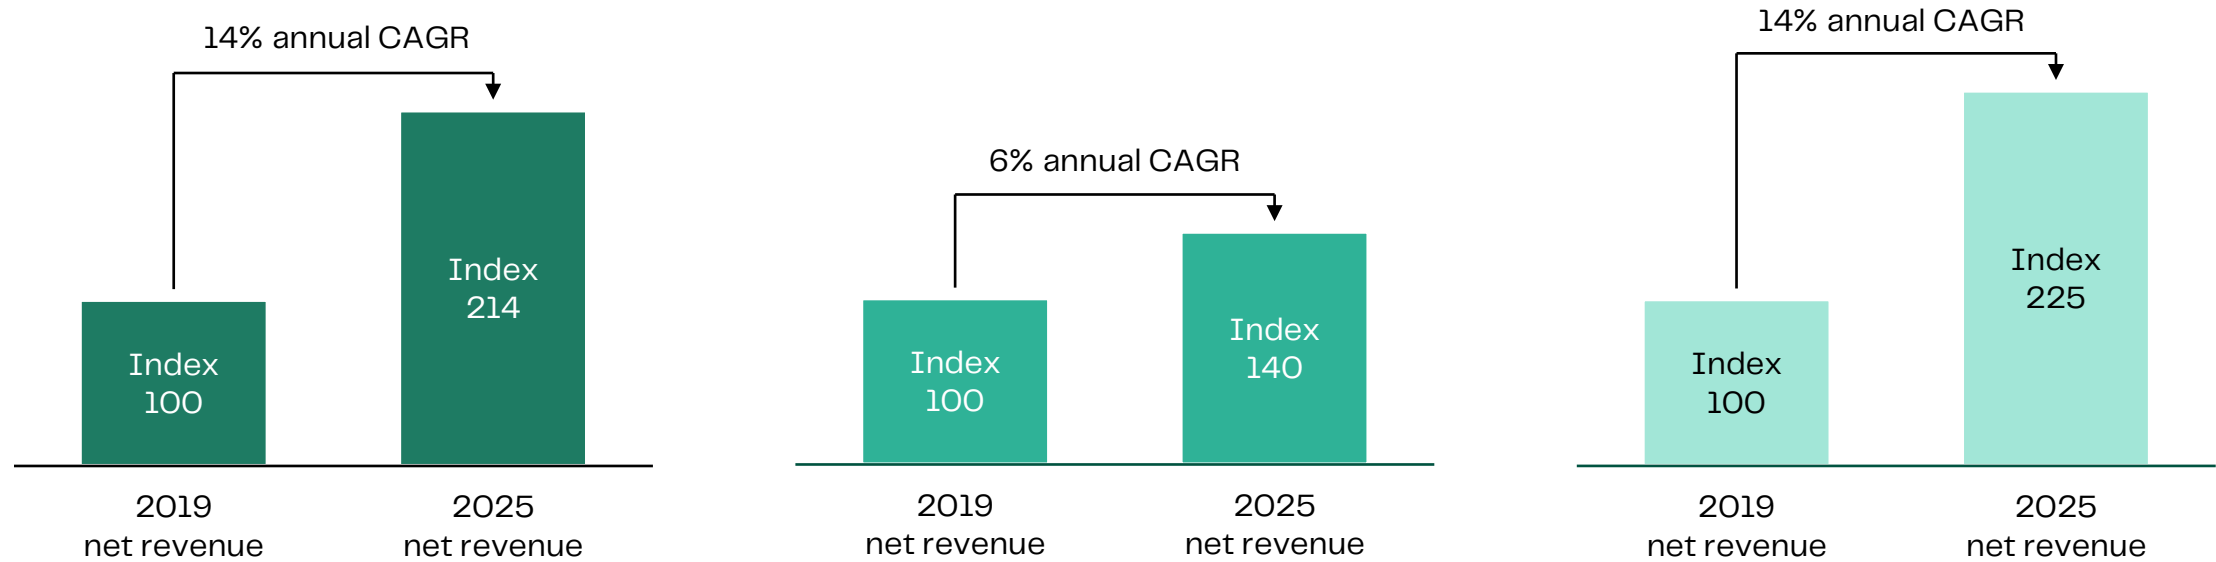 14% annual CAGR
Index
100
Index
214
2019
net revenue
2025
net revenue
6% annual CAGR
Index
100
Index
140
2019
net revenue
2025
net revenue
14% annual CAGR
Index
100
Index
225
2019
net revenue
2025
net revenue